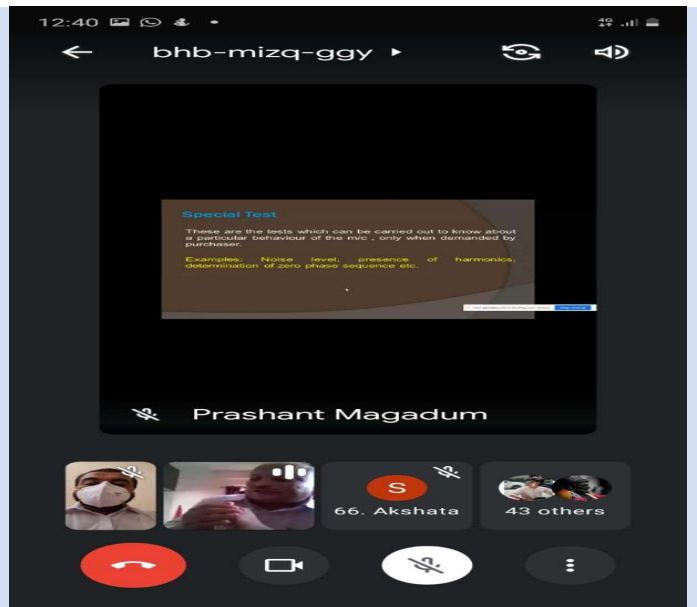 12:40
4G
bhb-mizq-ggy
Special Test
These are the tests which can be carried out to know about
a particular behaviour of the m/c , only when demanded by
purchaser.
Examples: Noise level, presence of harmonics,
determination of zero phase sequence etc.
Prashant Magadum
S
66. Akshata
43 others